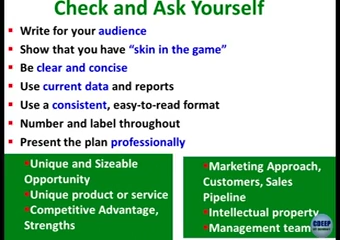 Check and Ask Yourself
Write for your audience
Show that you have “skin in the game”
Be clear and concise
Use current data and reports
Use a consistent, easy-to-read format
Number and label throughout
Present the plan professionally
Unique and Sizeable
Opportunity
Unique product or service
Competitive Advantage,
Strengths
Marketing Approach,
Customers, Sales
Pipeline
Intellectual property
Management team
CDEEP